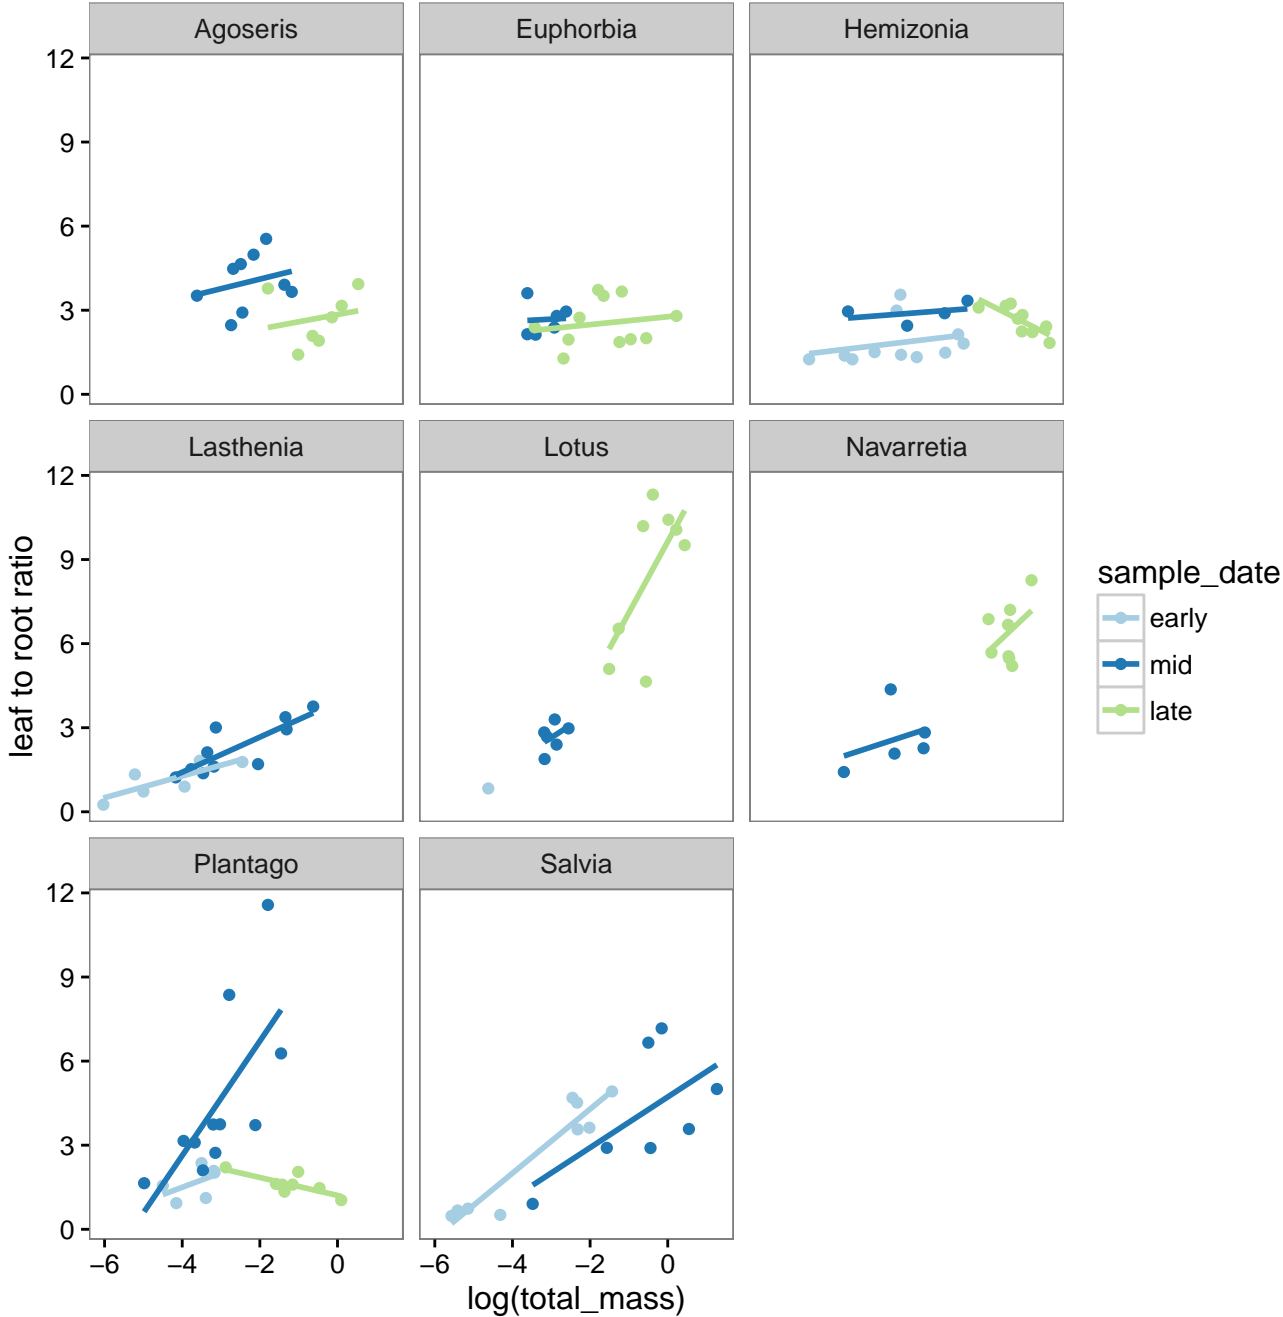 Agoseris
Euphorbia
Hemizonia
12
9
6
3
0
Lasthenia
Lotus
Navarretia
12
9
6
3
0
leaf to root ratio
sample_date
early
mid
late
Plantago
Salvia
12
9
6
3
0
−6 −4 −2 0
−6 −4 −2 0
log(total_mass)